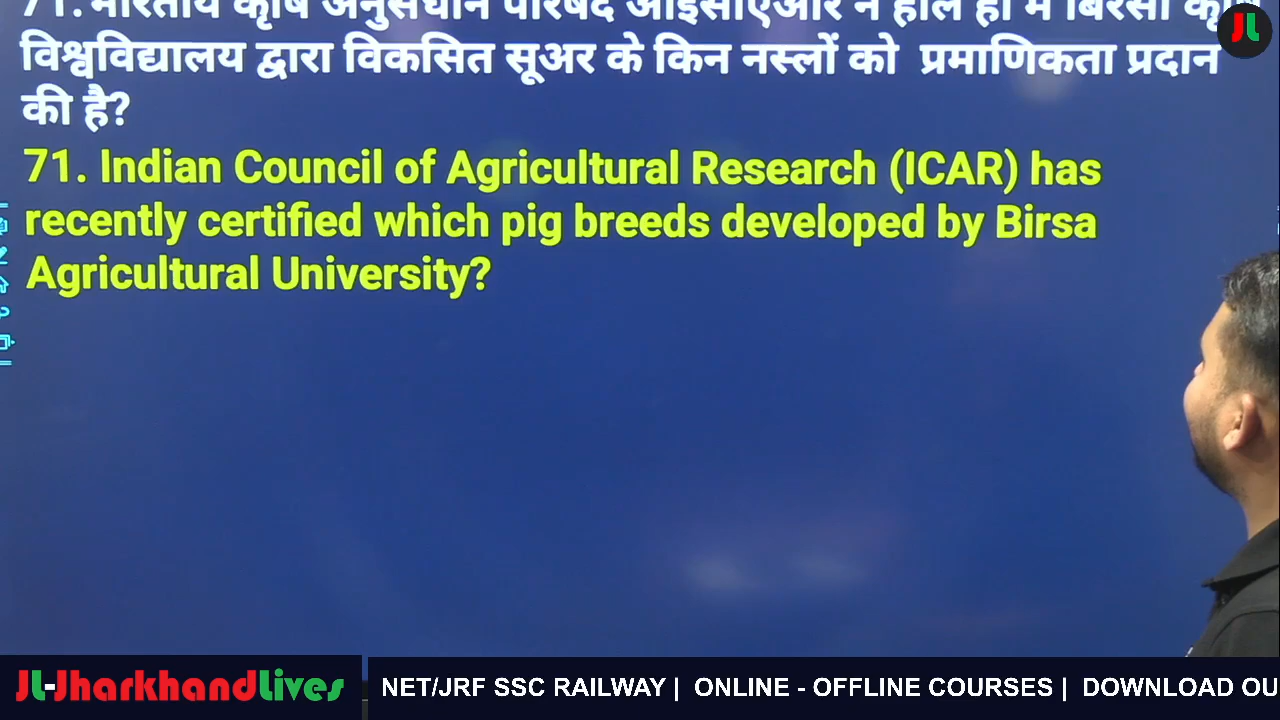 71. भारतीय कृषि अनुसंधान परिषद आईसीएआर ने हाल ही में बिरसा कृषि
विश्वविद्यालय द्वारा विकसित सूअर के किन नस्लों को प्रमाणिकता प्रदान
की है?
71. Indian Council of Agricultural Research (ICAR) has
recently certified which pig breeds developed by Birsa
Agricultural University?
JL
JL-JharkhandLives
NET/JRF SSC RAILWAY | ONLINE - OFFLINE COURSES | DOWNLOAD OU